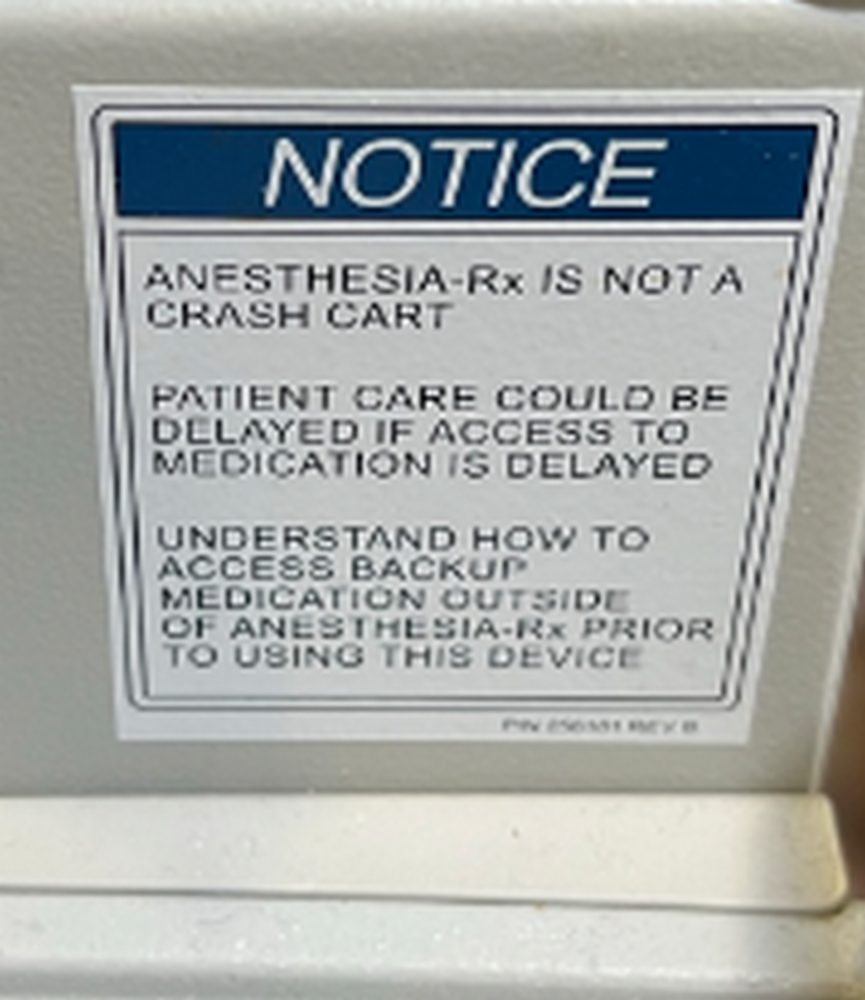 NOTICE
ANESTHESIA-Rx IS NOT A
CRASH CART
PATIENT CARE COULD BE
DELAYED IF ACCESS TO
MEDICATION IS DELAYED
UNDERSTAND HOW TO
ACCESS BACKUP
MEDICATION OUTSIDE
OF ANESTHESIA-Rx PRIOR
TO USING THIS DEVICE
P/N REV B